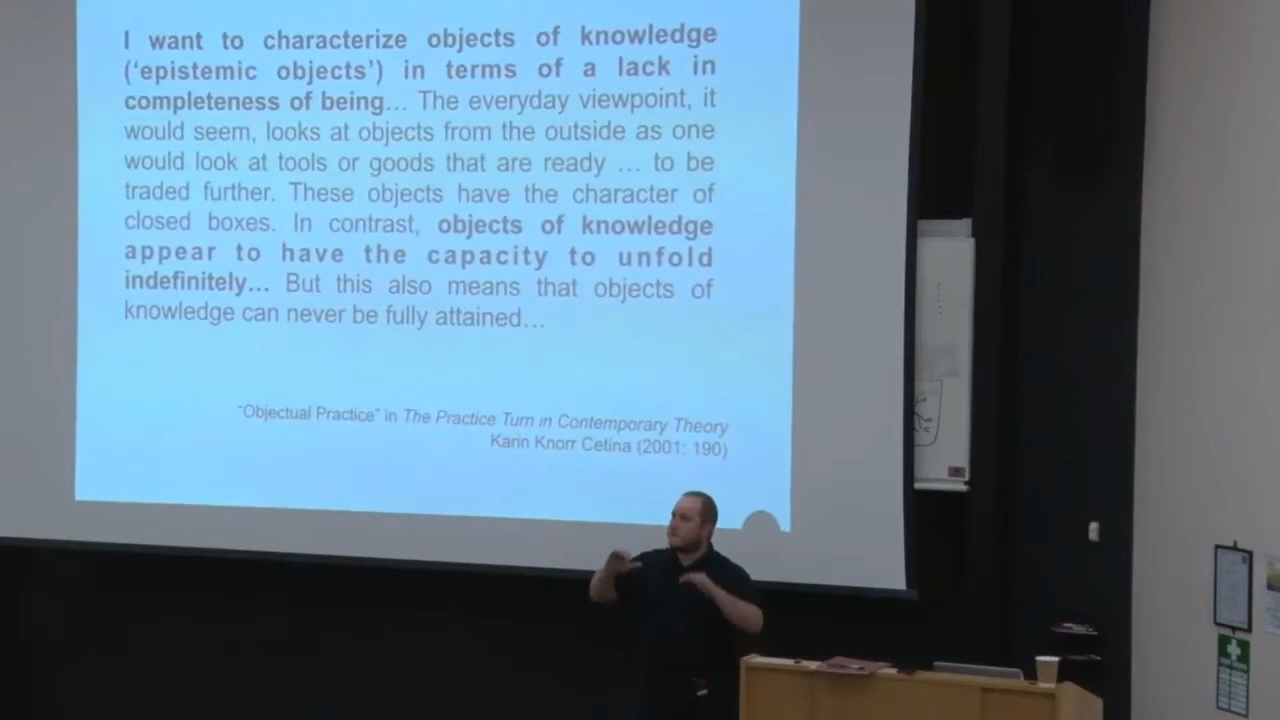 I want to characterize objects of knowledge
(‘epistemic objects’) in terms of a lack in
completeness of being… The everyday viewpoint, it
would seem, looks at objects from the outside as one
would look at tools or goods that are ready … to be
traded further. These objects have the character of
closed boxes. In contrast, objects of knowledge
appear to have the capacity to unfold
indefinitely… But this also means that objects of
knowledge can never be fully attained…
“Objectual Practice” in The Practice Turn in Contemporary Theory
Karin Knorr Cetina (2001: 190)